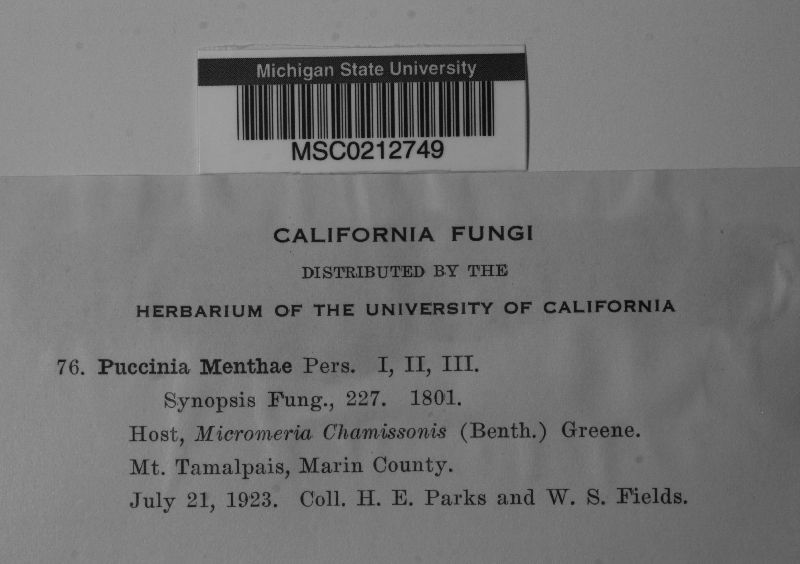 Michigan State University
MSC0212749
CALIFORNIA FUNGI
DISTRIBUTED BY THE
HERBARIUM OF THE UNIVERSITY OF CALIFORNIA
76. Puccinia Menthae Pers. I, II, III.
Synopsis Fung., 227. 1801.
Host, Micromeria Chamissonis (Benth.) Greene.
Mt. Tamalpais, Marin County.
July 21, 1923. Coll. H. E. Parks and W. S. Fields.